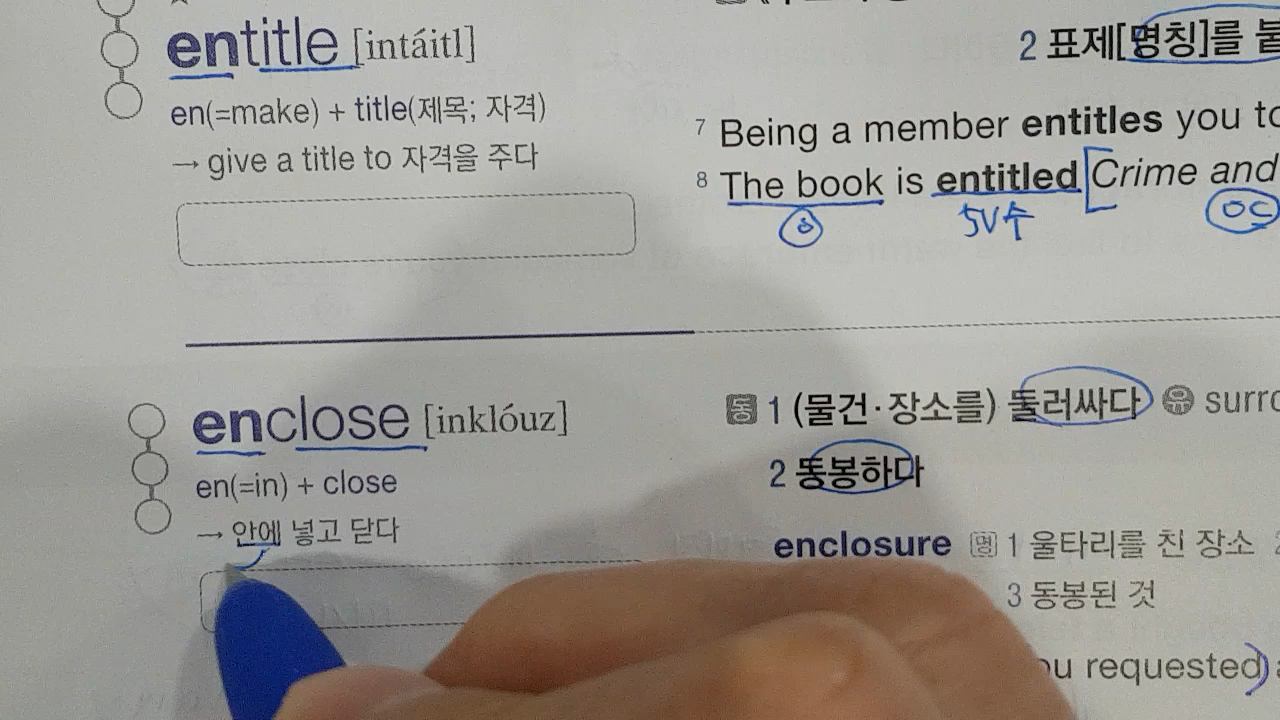 entitle [intáitl]
en(=make) + title(제목; 자격)
→ give a title to 자격을 주다
2 표제[명칭]를
7 Being a member entitles you to
8 The book is entitled Crime and
5V수
OC
enclose [inklóuz]
en(=in) + close
→ 안에 넣고 닫다
동 1 (물건·장소를) 둘러싸다 유
2 동봉하다
enclosure 명 1 울타리를 친 장소
3 동봉된 것
requested)